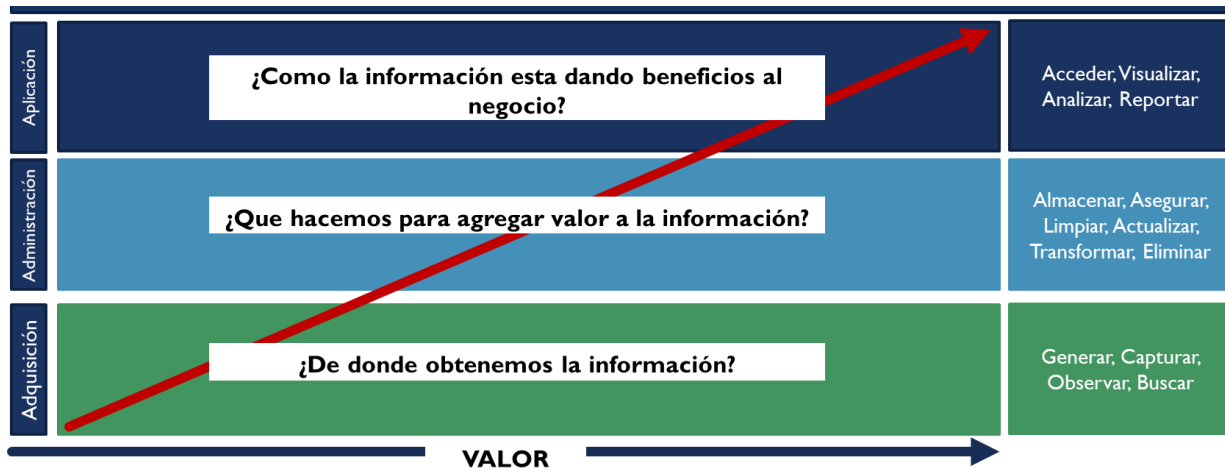 Aplicación
¿Como la información esta dando beneficios al
negocio?
Acceder, Visualizar,
Analizar, Reportar
Administración
¿Que hacemos para agregar valor a la información?
Almacenar, Asegurar,
Limpiar, Actualizar,
Transformar, Eliminar
Adquisición
¿De donde obtenemos la información?
Generar, Capturar,
Observar, Buscar
VALOR